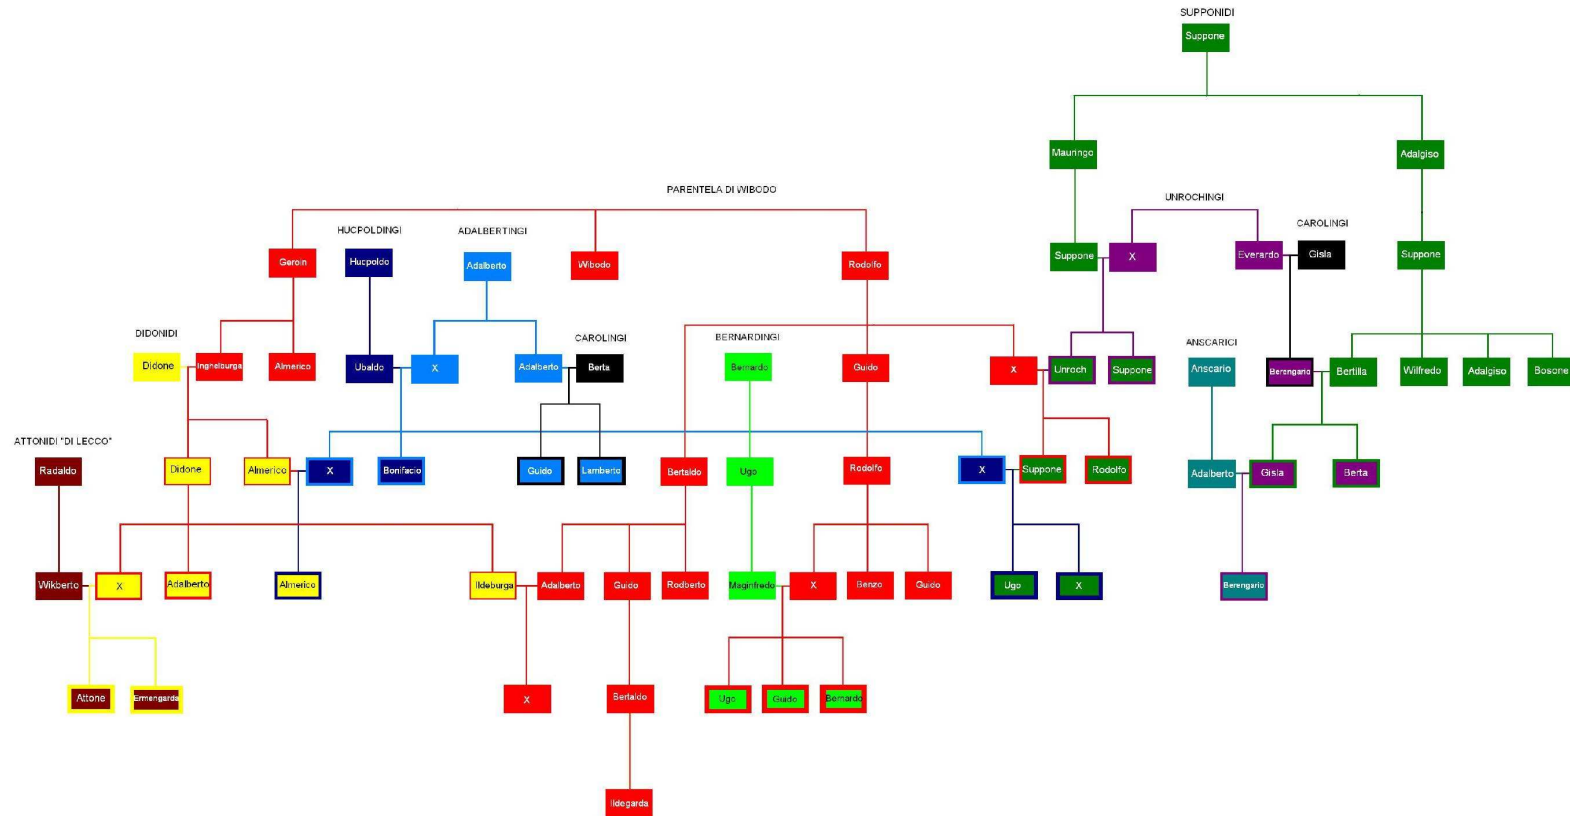 SUPPONIDI
Suppone
Mauringo
Adalgiso
PARENTELA DI WIBODO
UNROCHINGI
HUCPOLDINGI
ADALBERTINGI
CAROLINGI
Geroin
Hucpoldo
Adalberto
Wibodo
Rodolfo
Suppone
X
Everardo
Gisla
Suppone
DIDONIDI
CAROLINGI
BERNARDINGI
ANSCARICI
Didone
Inghelburga
Almerico
Ubaldo
X
Adalberto
Berta
Bernardo
Guido
X
Unroch
Suppone
Anscario
Berengario
Bertilla
Wilfredo
Adalgiso
Bosone
ATTONIDI "DI LECCO"
Radaldo
Didone
Almerico
X
Bonifacio
Guido
Lamberto
Bertaldo
Ugo
Rodolfo
X
Suppone
Rodolfo
Adalberto
Gisla
Berta
Wikberto
X
Adalberto
Almerico
Ildeburga
Adalberto
Guido
Rodberto
Maginfredo
X
Benzo
Guido
Ugo
X
Berengario
Attone
Ermengarda
X
Bertaldo
Ugo
Guido
Bernardo
Ildegarda